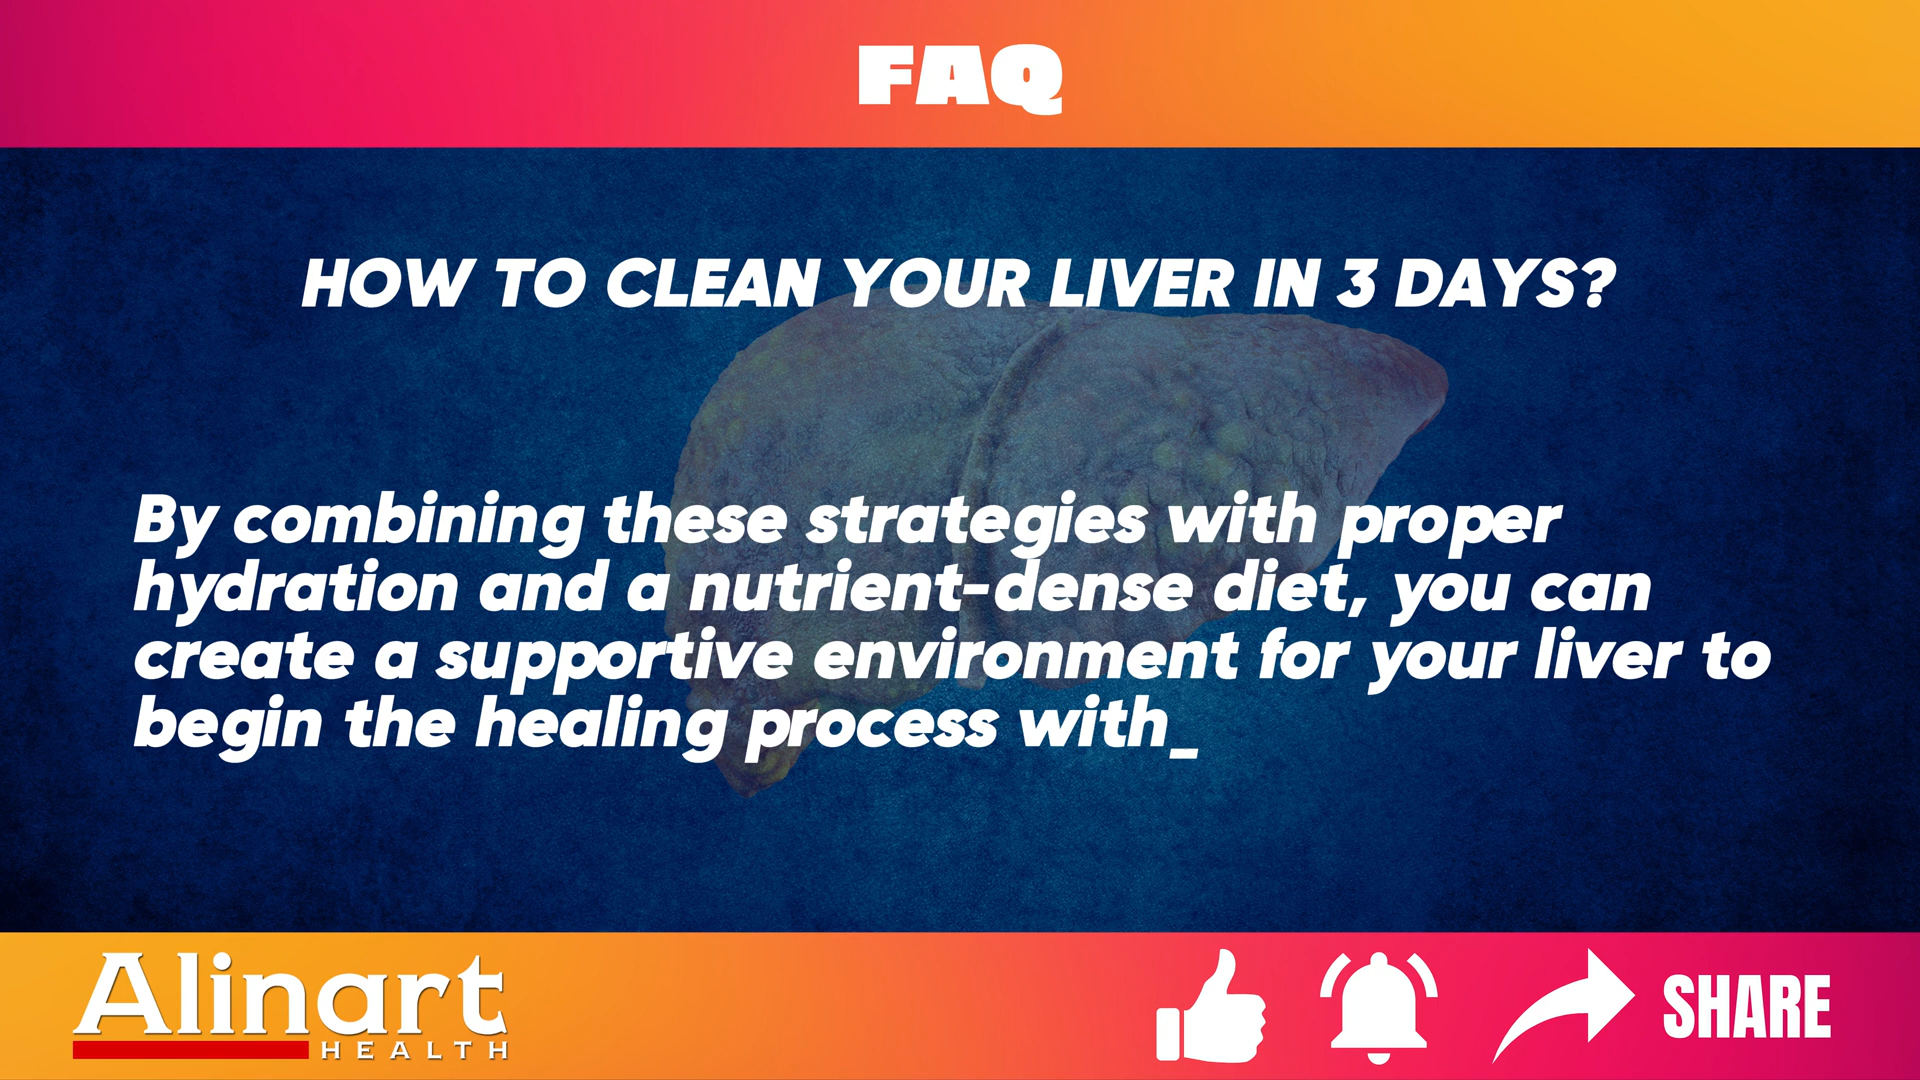 FAQ
HOW TO CLEAN YOUR LIVER IN 3 DAYS?
By combining these strategies with proper
hydration and a nutrient-dense diet, you can
create a supportive environment for your liver to
begin the healing process with_
Alinart
HEALTH
SHARE